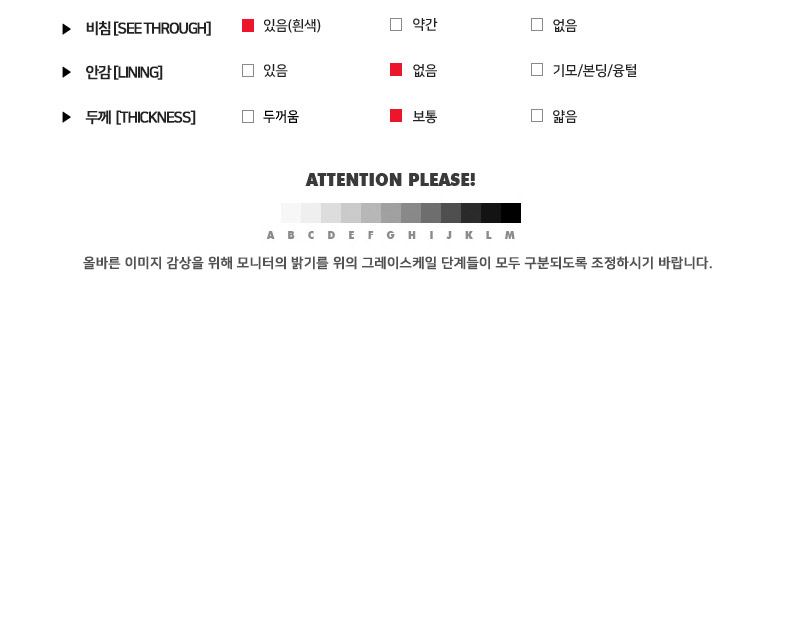 ▶ 비침 [SEE THROUGH] ■ 있음(흰색) □ 약간 □ 없음
▶ 안감 [LINING] □ 있음 ■ 없음 □ 기모/본딩/융털
▶ 두께 [THICKNESS] □ 두꺼움 ■ 보통 □ 얇음
ATTENTION PLEASE!
A B C D E F G H I J K L M
올바른 이미지 감상을 위해 모니터의 밝기를 위의 그레이스케일 단계들이 모두 구분되도록 조정하시기 바랍니다.